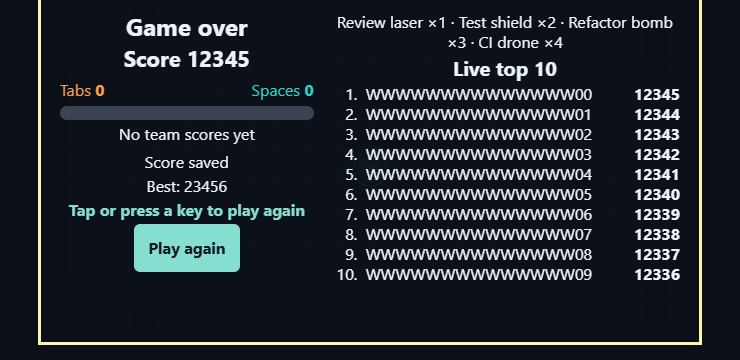 Game over
Score 12345
Tabs 0 Spaces 0
No team scores yet
Score saved
Best: 23456
Tap or press a key to play again
Play again
Review laser ×1 · Test shield ×2 · Refactor bomb
×3 · CI drone ×4
Live top 10
1. WWWWWWWWWWWWWW00 12345
2. WWWWWWWWWWWWWW01 12344
3. WWWWWWWWWWWWWW02 12343
4. WWWWWWWWWWWWWW03 12342
5. WWWWWWWWWWWWWW04 12341
6. WWWWWWWWWWWWWW05 12340
7. WWWWWWWWWWWWWW06 12339
8. WWWWWWWWWWWWWW07 12338
9. WWWWWWWWWWWWWW08 12337
10. WWWWWWWWWWWWWW09 12336